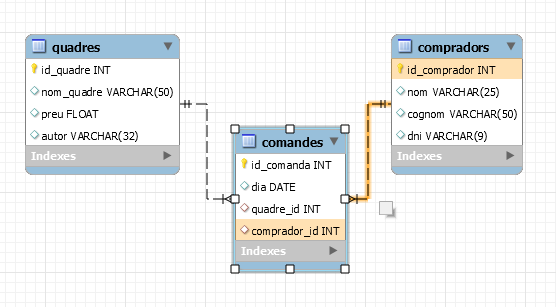 quadres
id_quadre INT
nom_quadre VARCHAR(50)
preu FLOAT
autor VARCHAR(32)
Indexes
comandes
id_comanda INT
dia DATE
quadre_id INT
comprador_id INT
Indexes
compradors
id_comprador INT
nom VARCHAR(25)
cognom VARCHAR(50)
dni VARCHAR(9)
Indexes